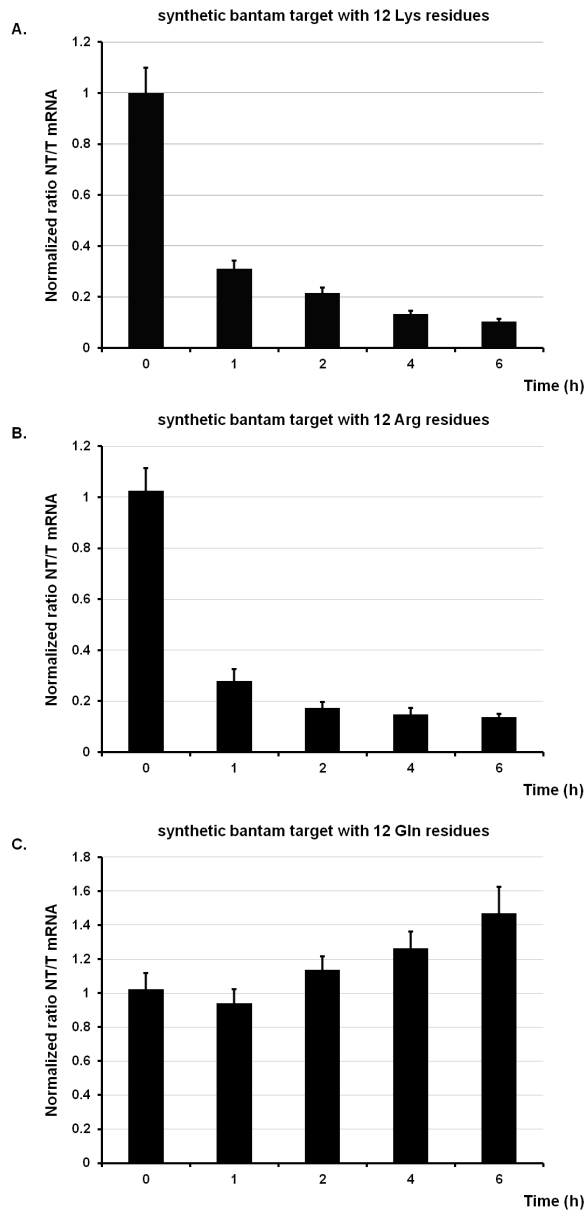 A.
synthetic bantam target with 12 Lys residues
Normalized ratio NT/T mRNA
1.2
1
0.8
0.6
0.4
0.2
0
0 1 2 4 6
Time (h)
B.
synthetic bantam target with 12 Arg residues
Normalized ratio NT/T mRNA
1.2
1
0.8
0.6
0.4
0.2
0
0 1 2 4 6
Time (h)
C.
synthetic bantam target with 12 Gln residues
Normalized ratio NT/T mRNA
1.8
1.6
1.4
1.2
1
0.8
0.6
0.4
0.2
0
0 1 2 4 6
Time (h)